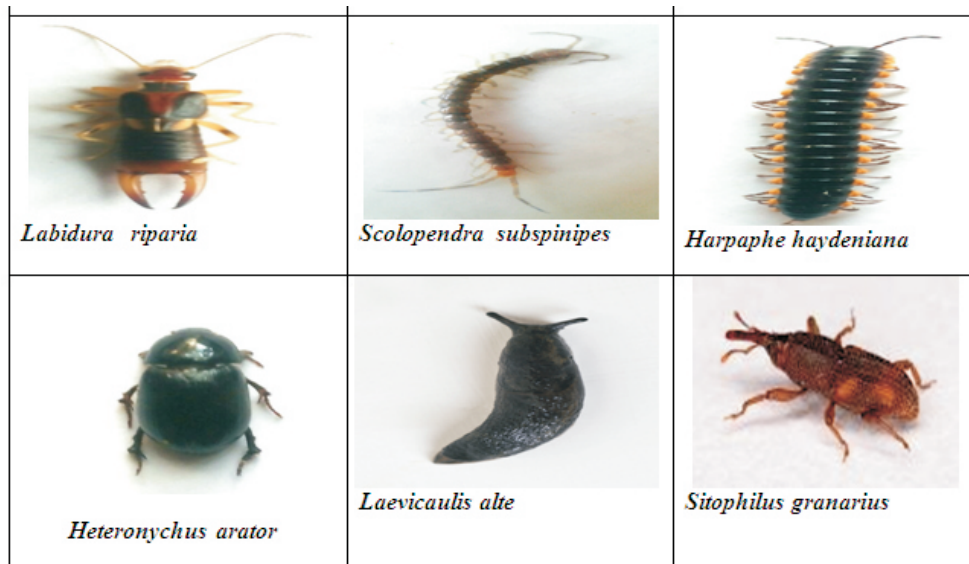 Labidura riparia
Scolopendra subspinipes
Harpaphe haydeniana
Heteronychus arator
Laevicaulis alte
Sitophilus granarius